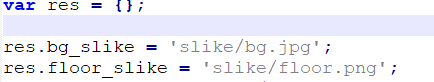 var res = {};
res.bg_slike = 'slike/bg.jpg';
res.floor_slike = 'slike/floor.png';